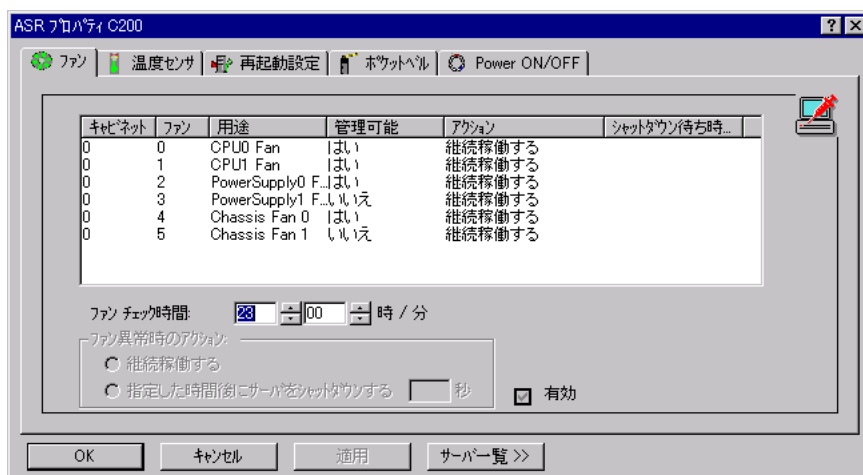 ASR プロパティ C200
ファン 温度センサ 再起動設定 ポケットベル Power ON/OFF
キャビネット ファン 用途 管理可能 アクション シャットダウン待ち時...
0 0 CPU0 Fan はい 継続稼働する
0 1 CPU1 Fan はい 継続稼働する
0 2 PowerSupply0 F... はい 継続稼働する
0 3 PowerSupply1 F... いいえ 継続稼働する
0 4 Chassis Fan 0 はい 継続稼働する
0 5 Chassis Fan 1 いいえ 継続稼働する
ファン チェック時間: 23 00 時 / 分
ファン異常時のアクション:
継続稼働する
指定した時間後にサーバをシャットダウンする 秒
有効
OK キャンセル 適用 サーバ一覧 >>